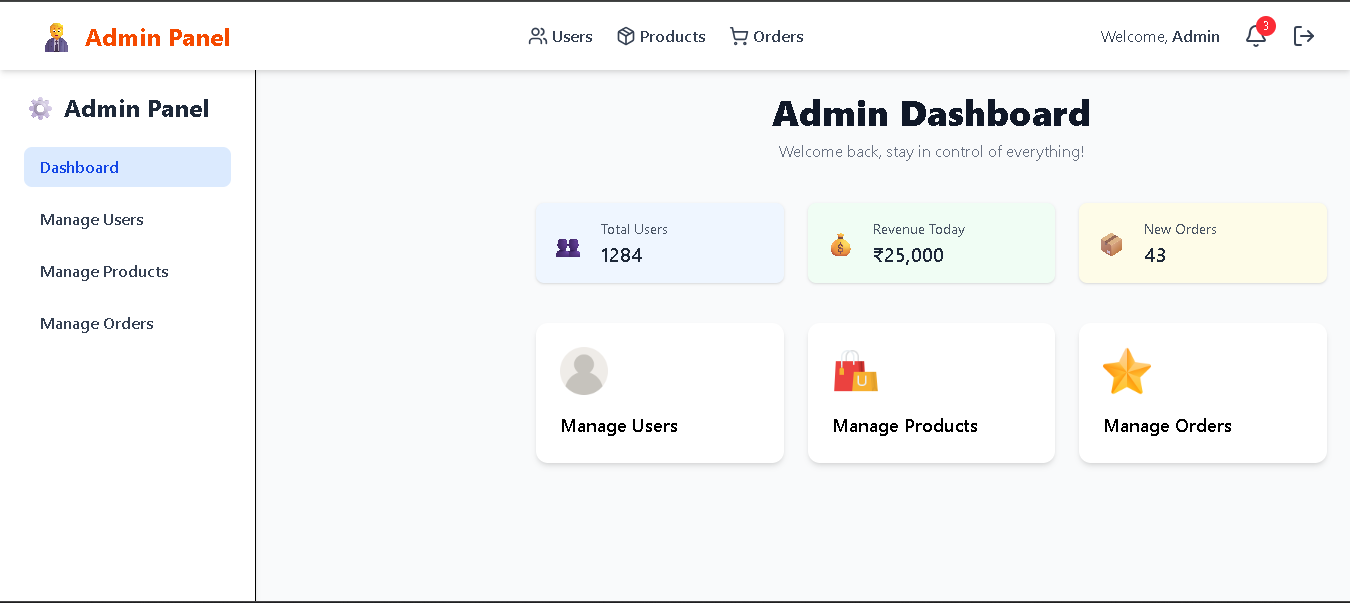 Admin Panel
Users
Products
Orders
Welcome, Admin
3
Admin Panel
Dashboard
Manage Users
Manage Products
Manage Orders
Admin Dashboard
Welcome back, stay in control of everything!
Total Users
1284
Revenue Today
₹25,000
New Orders
43
Manage Users
U
Manage Products
Manage Orders